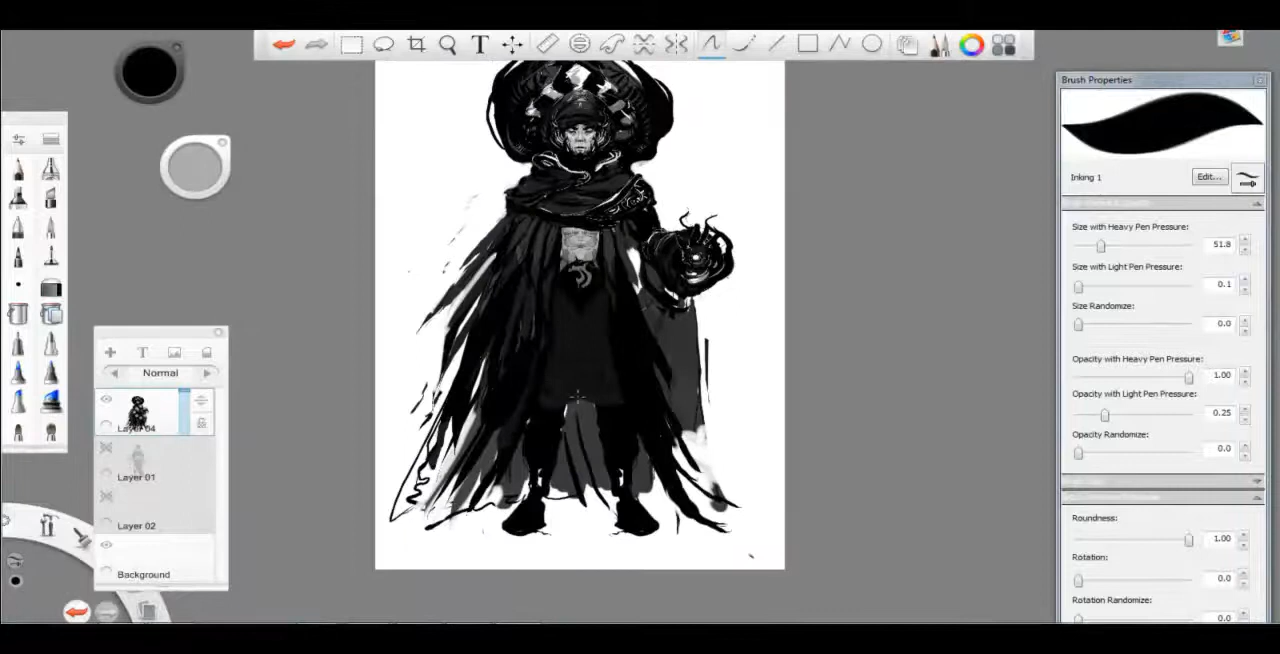 T
Brush Properties
Inking 1
Edit...
Size with Heavy Pen Pressure:
51.8
Size with Light Pen Pressure:
0.1
Size Randomize:
0.0
Opacity with Heavy Pen Pressure:
1.00
Opacity with Light Pen Pressure:
0.25
Opacity Randomize:
0.0
Roundness:
1.00
Rotation:
0.0
Rotation Randomize:
0.0
T
Normal
Layer 04
Layer 01
Layer 02
Background